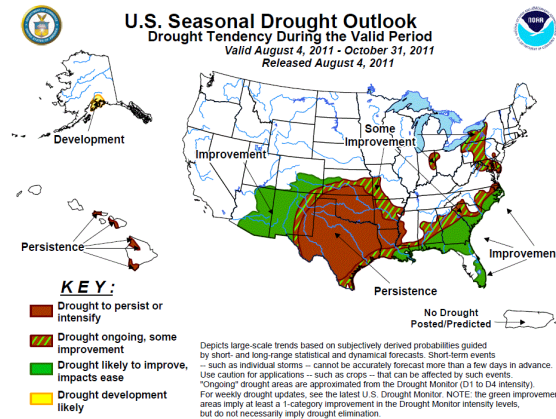 U.S. Seasonal Drought Outlook
Drought Tendency During the Valid Period
Valid August 4, 2011 - October 31, 2011
Released August 4, 2011
NOAA
Development
Some
Improvement
Improvement
Persistence
Improvemen
Persistence
KEY:
Drought to persist or
intensify
Drought ongoing, some
improvement
Drought likely to improve,
impacts ease
Drought development
likely
No Drought
Posted/Predicted
Depicts large-scale trends based on subjectively derived probabilities guided
by short- and long-range statistical and dynamical forecasts. Short-term events
-- such as individual storms -- cannot be accurately forecast more than a few days in advance.
Use caution for applications -- such as crops -- that can be affected by such events.
"Ongoing" drought areas are approximated from the Drought Monitor (D1 to D4 intensity).
For weekly drought updates, see the latest U.S. Drought Monitor. NOTE: the green improvemen
areas imply at least a 1-category improvement in the Drought Monitor intensity levels,
but do not necessarily imply drought elimination.